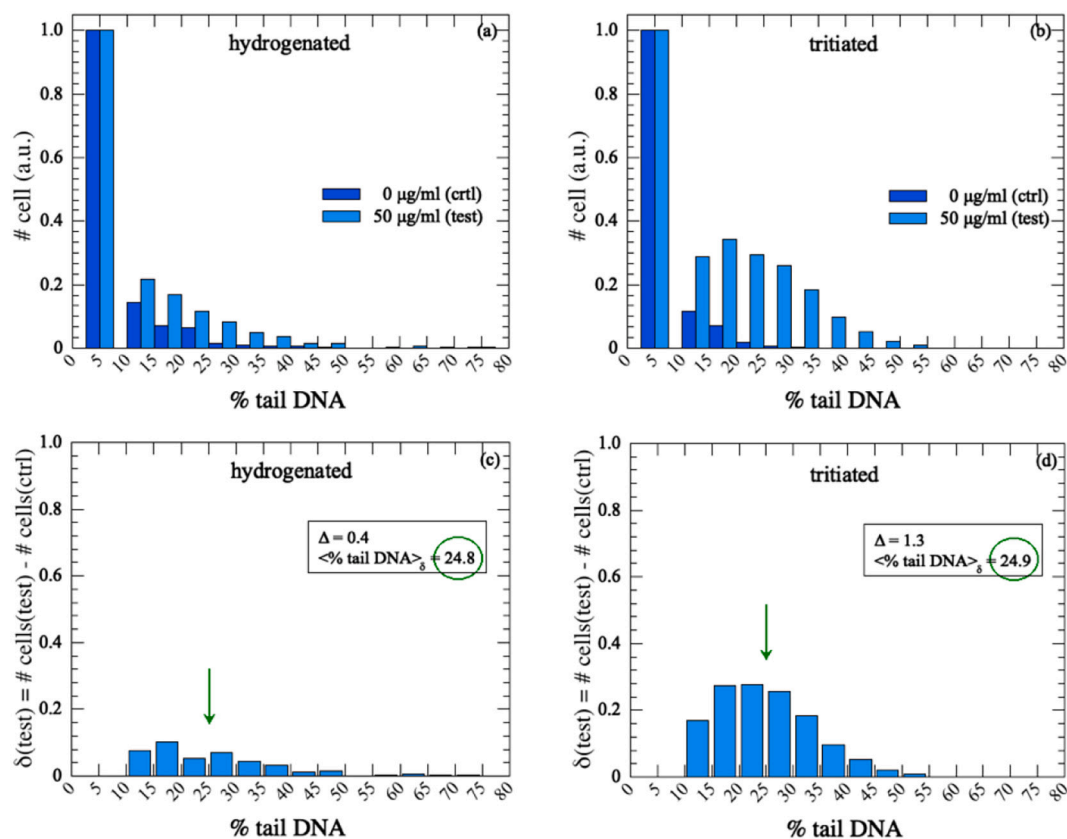 (a)
hydrogenated
1.0
0.8
0.6
0.4
0.2
0
# cell (a.u.)
0 µg/ml (crtl)
50 µg/ml (test)
0 5 10 15 20 25 30 35 40 45 50 55 60 65 70 75 80
% tail DNA
(b)
tritiated
1.0
0.8
0.6
0.4
0.2
0
# cell (a.u.)
0 µg/ml (ctrl)
50 µg/ml (test)
0 5 10 15 20 25 30 35 40 45 50 55 60 65 70 75 80
% tail DNA
(c)
hydrogenated
1.0
0.8
0.6
0.4
0.2
0
δ(test) = # cells(test) - # cells(ctrl)
Δ = 0.4
<% tail DNA>δ = 24.8
0 5 10 15 20 25 30 35 40 45 50 55 60 65 70 75 80
% tail DNA
(d)
tritiated
1.0
0.8
0.6
0.4
0.2
0
δ(test) = # cells(test) - # cells(ctrl)
Δ = 1.3
<% tail DNA>δ = 24.9
0 5 10 15 20 25 30 35 40 45 50 55 60 65 70 75 80
% tail DNA